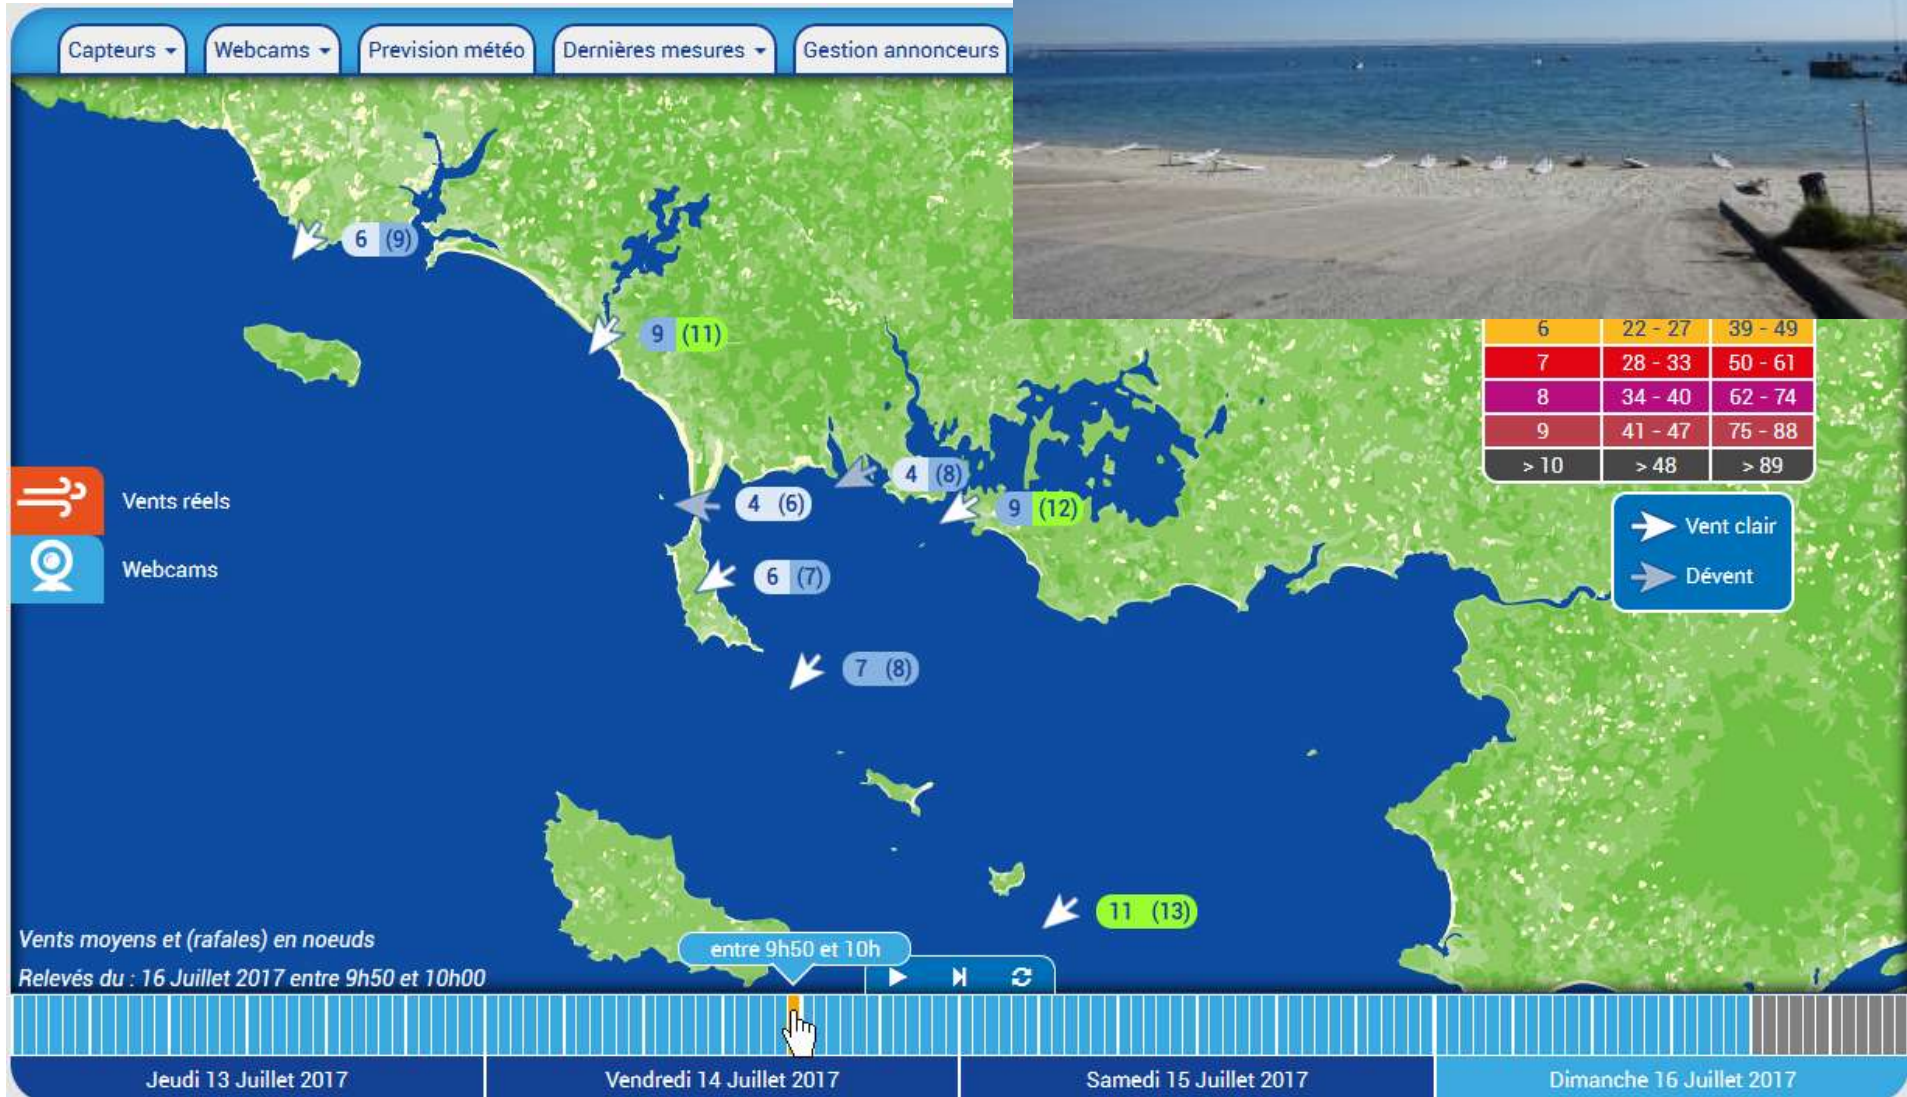 Capteurs
Webcams
Prevision météo
Dernières mesures
Gestion annonceurs
6 (9)
9 (11)
6 22 - 27 39 - 49
7 28 - 33 50 - 61
8 34 - 40 62 - 74
9 41 - 47 75 - 88
> 10 > 48 > 89
4 (8)
4 (6)
9 (12)
Vents réels
Vent clair
Webcams
6 (7)
Dévent
7 (8)
11 (13)
Vents moyens et (rafales) en noeuds
entre 9h50 et 10h
Relevés du : 16 Juillet 2017 entre 9h50 et 10h00
Jeudi 13 Juillet 2017
Vendredi 14 Juillet 2017
Samedi 15 Juillet 2017
Dimanche 16 Juillet 2017